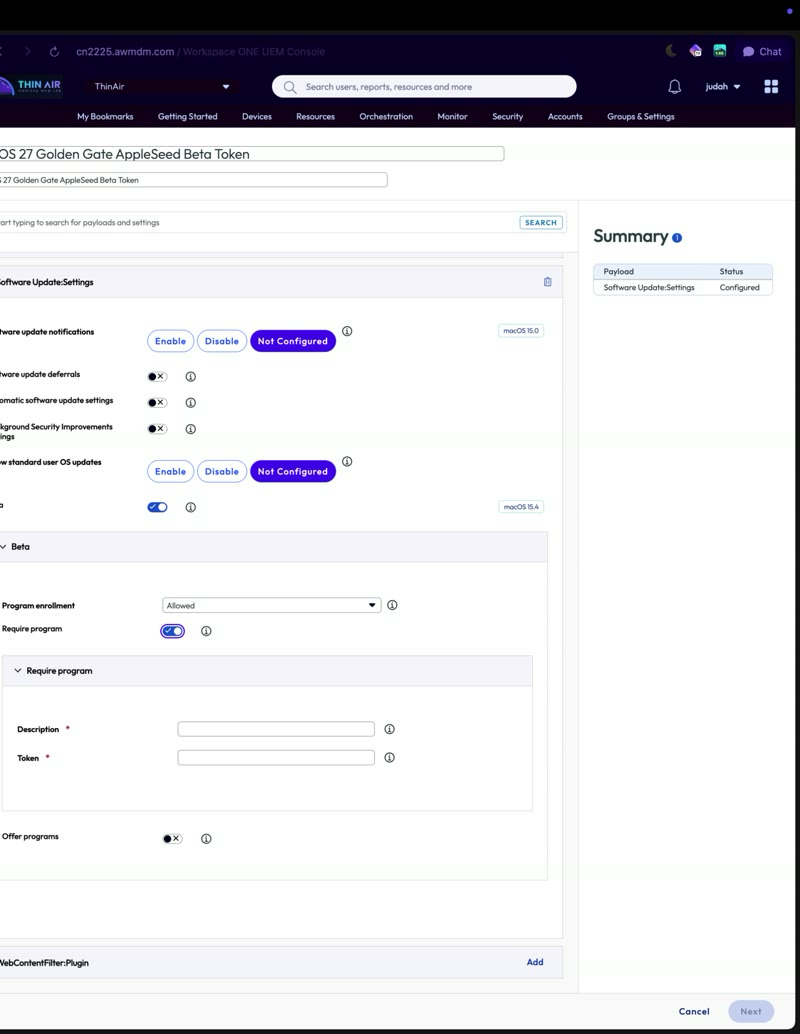 cn2225.awmdm.com / Workspace ONE UEM Console
Chat
THIN AIR
ThinAir
Search users, reports, resources and more
judah
My Bookmarks Getting Started Devices Resources Orchestration Monitor Security Accounts Groups & Settings
OS 27 Golden Gate AppleSeed Beta Token
S 27 Golden Gate AppleSeed Beta Token
art typing to search for payloads and settings
SEARCH
Summary 1
Payload Status
Software Update:Settings Configured
oftware Update:Settings
tware update notifications
Enable Disable Not Configured
macOS 15.0
tware update deferrals
omatic software update settings
kground Security Improvements
ings
ow standard user OS updates
Enable Disable Not Configured
a
macOS 15.4
Beta
Program enrollment
Allowed
Require program
Require program
Description *
Token *
Offer programs
WebContentFilter:Plugin
Add
Cancel
Next